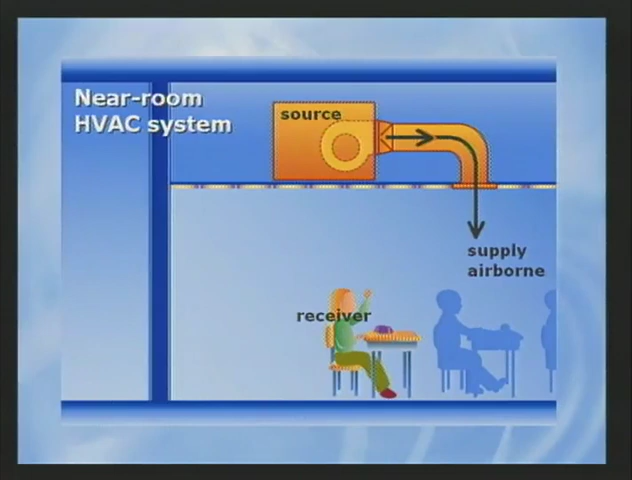 Near-room
HVAC system
source
supply
airborne
receiver